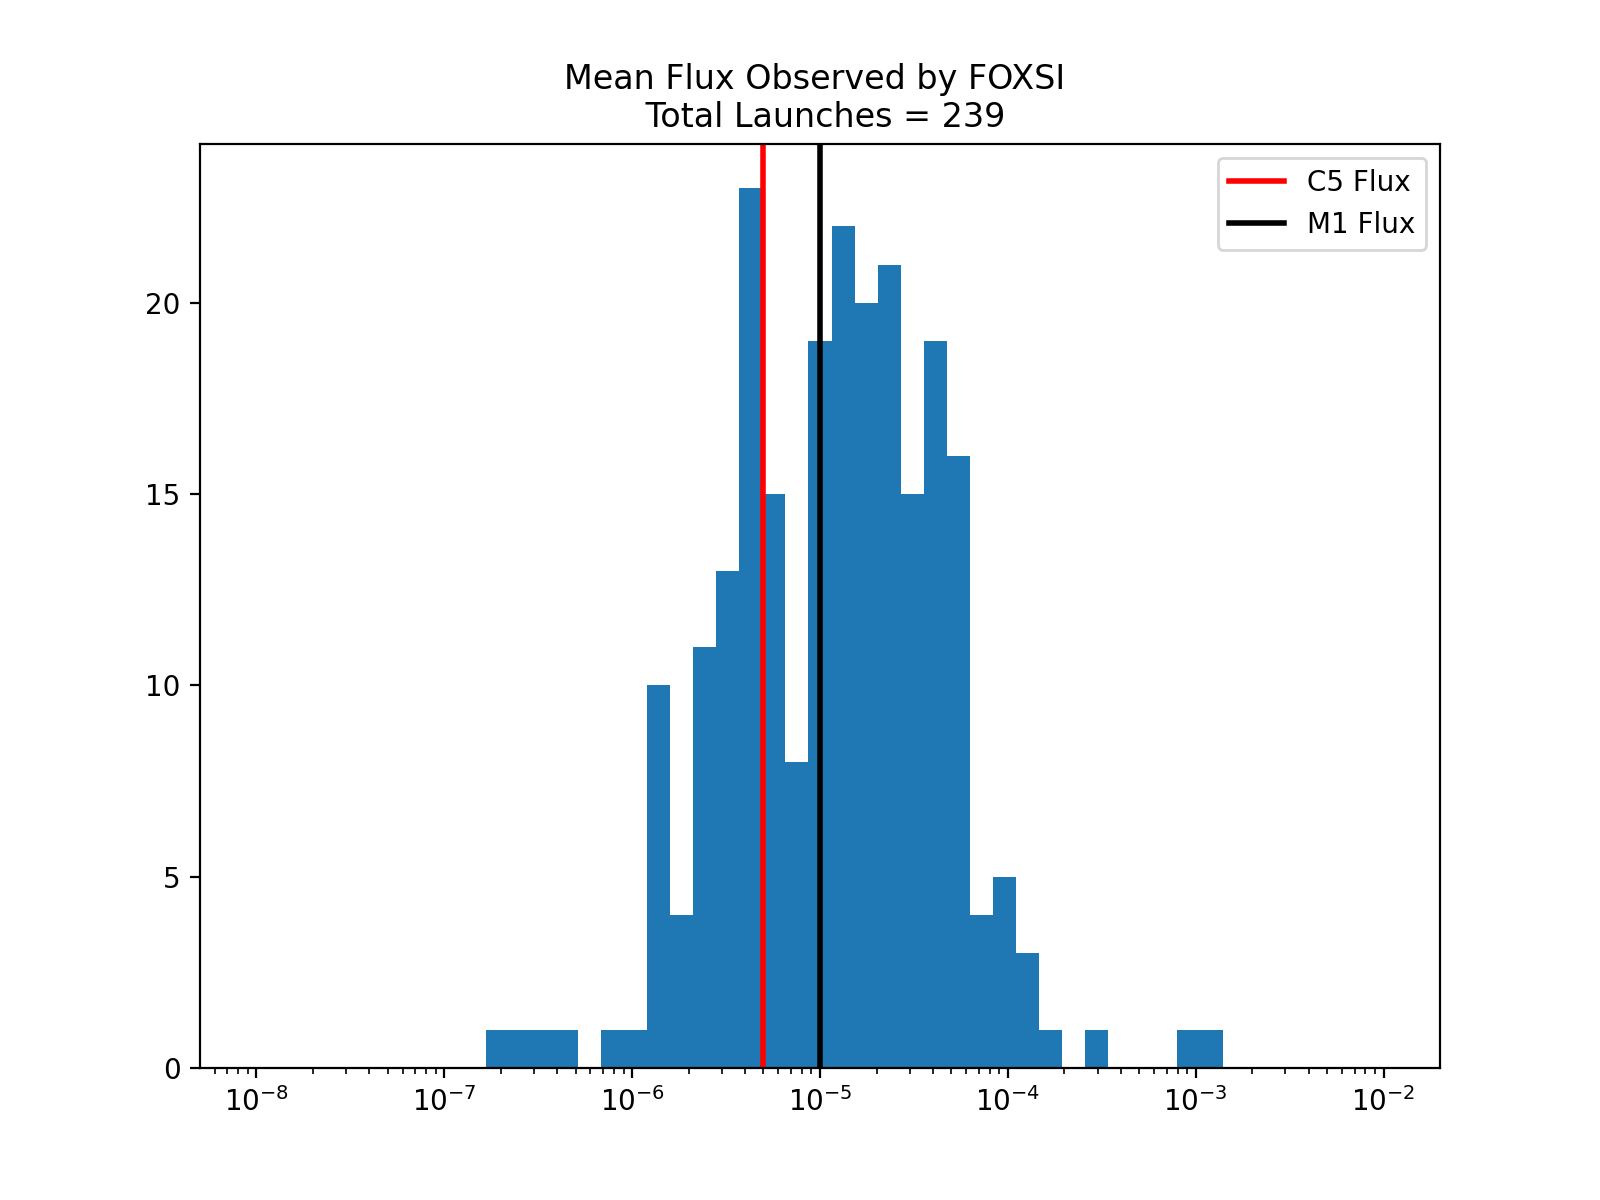 Mean Flux Observed by FOXSI
Total Launches = 239
C5 Flux
M1 Flux
20
15
10
5
0
10⁻⁸ 10⁻⁷ 10⁻⁶ 10⁻⁵ 10⁻⁴ 10⁻³ 10⁻²